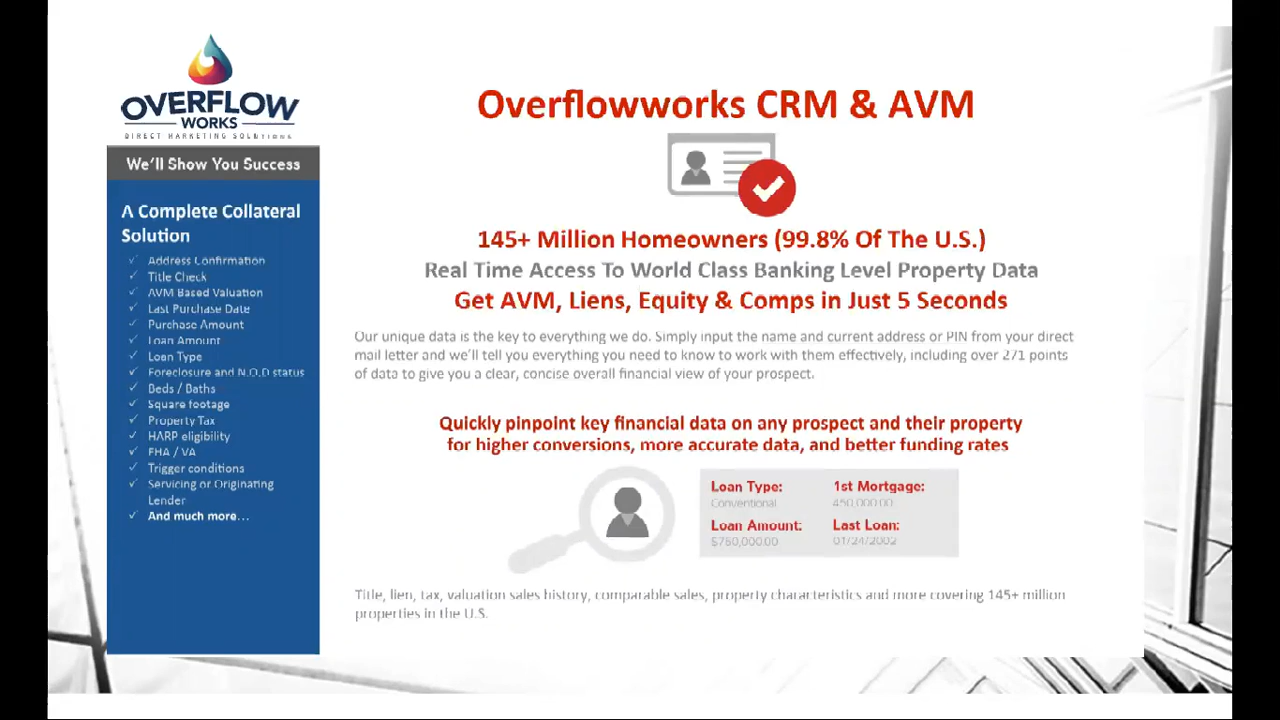 OVERFLOW
WORKS
DIRECT MARKETING SOLUTIONS
We'll Show You Success
A Complete Collateral
Solution
✓ Address Confirmation
✓ Title Check
✓ AVM Based Valuation
✓ Last Purchase Date
✓ Purchase Amount
✓ Loan Amount
✓ Loan Type
✓ Foreclosure and N.O.D status
✓ Beds / Baths
✓ Square footage
✓ Property Tax
✓ HARP eligibility
✓ FHA / VA
✓ Trigger conditions
✓ Servicing or Originating
Lender
✓ And much more...
Overflowworks CRM & AVM
145+ Million Homeowners (99.8% Of The U.S.)
Real Time Access To World Class Banking Level Property Data
Get AVM, Liens, Equity & Comps in Just 5 Seconds
Our unique data is the key to everything we do. Simply input the name and current address or PIN from your direct
mail letter and we'll tell you everything you need to know to work with them effectively, including over 271 points
of data to give you a clear, concise overall financial view of your prospect.
Quickly pinpoint key financial data on any prospect and their property
for higher conversions, more accurate data, and better funding rates
Loan Type: 1st Mortgage:
Conventional 450,000.00
Loan Amount: Last Loan:
$760,000.00 01/24/2002
Title, lien, tax, valuation sales history, comparable sales, property characteristics and more covering 145+ million
properties in the U.S.